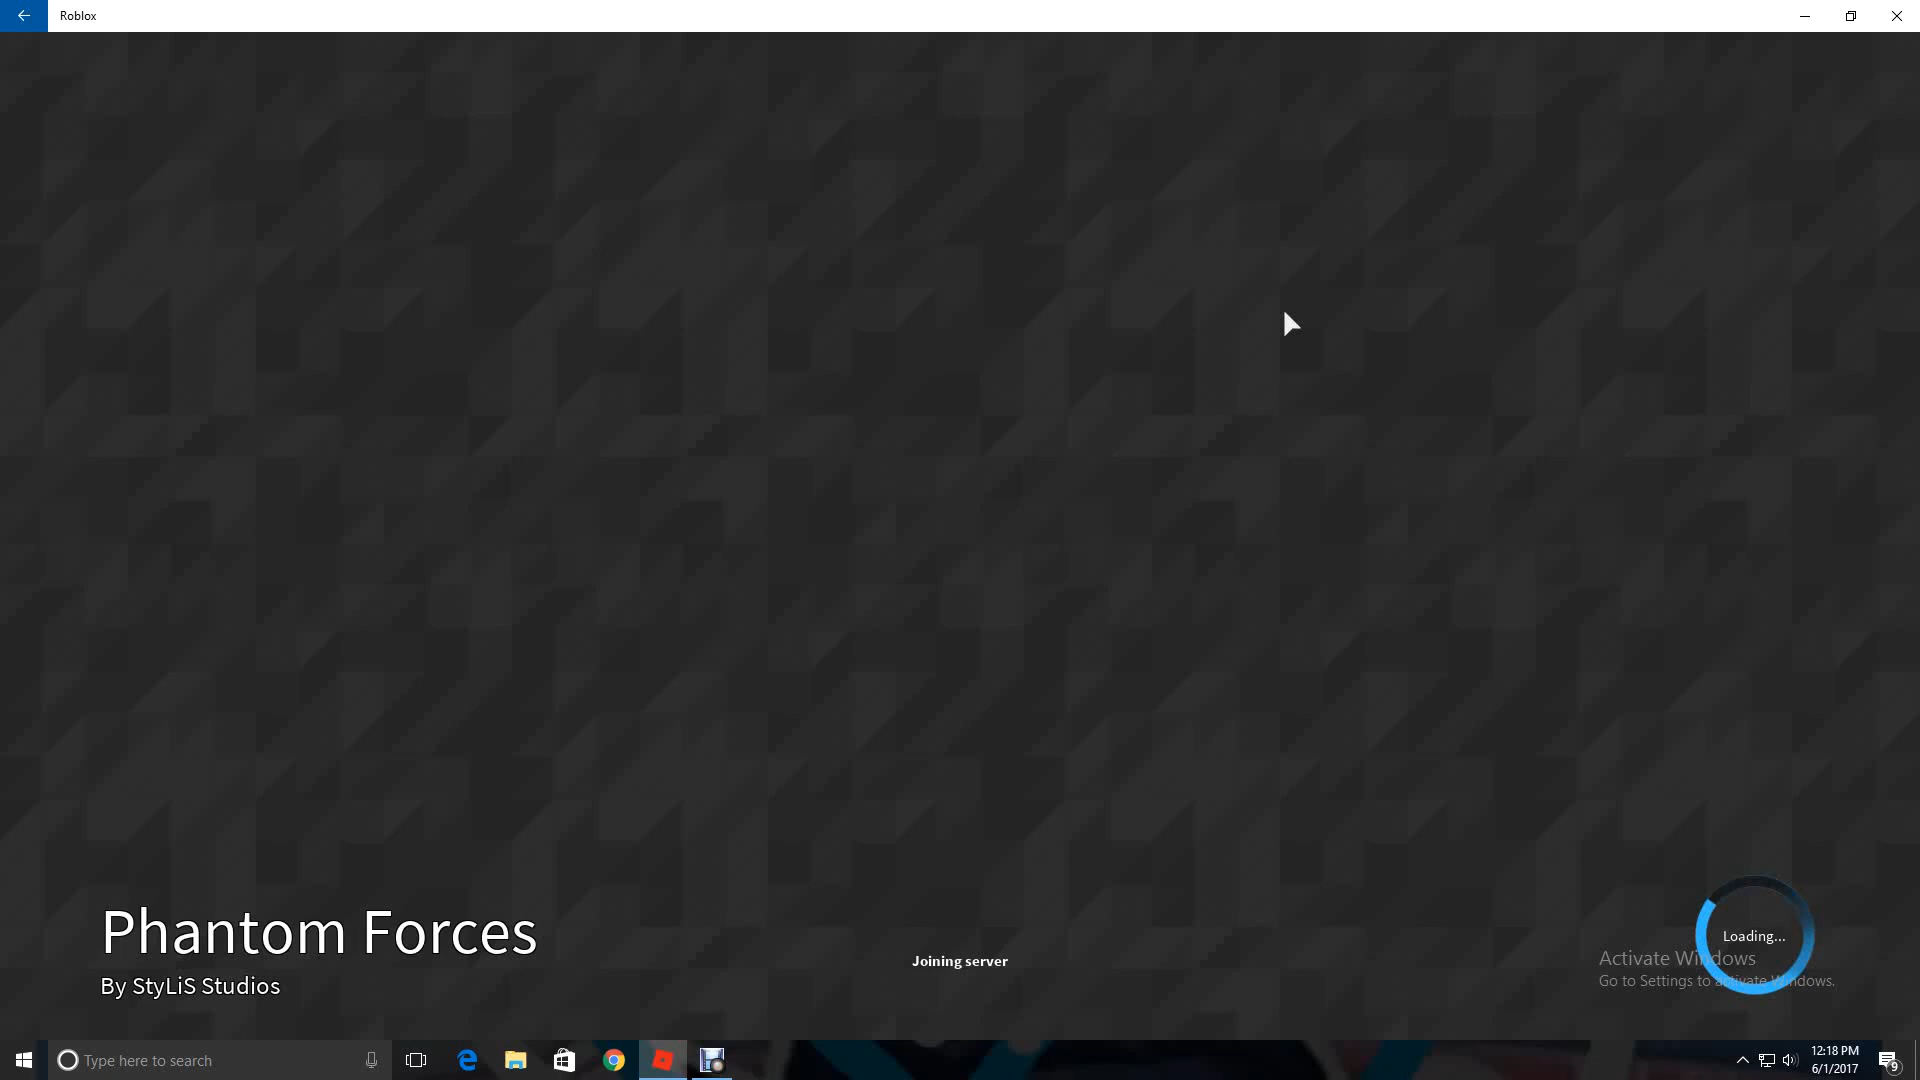 Roblox
Phantom Forces
By StyLiS Studios
Joining server
Loading...
Activate Windows
Go to Settings to activate Windows.
Type here to search
12:18 PM
6/1/2017
9